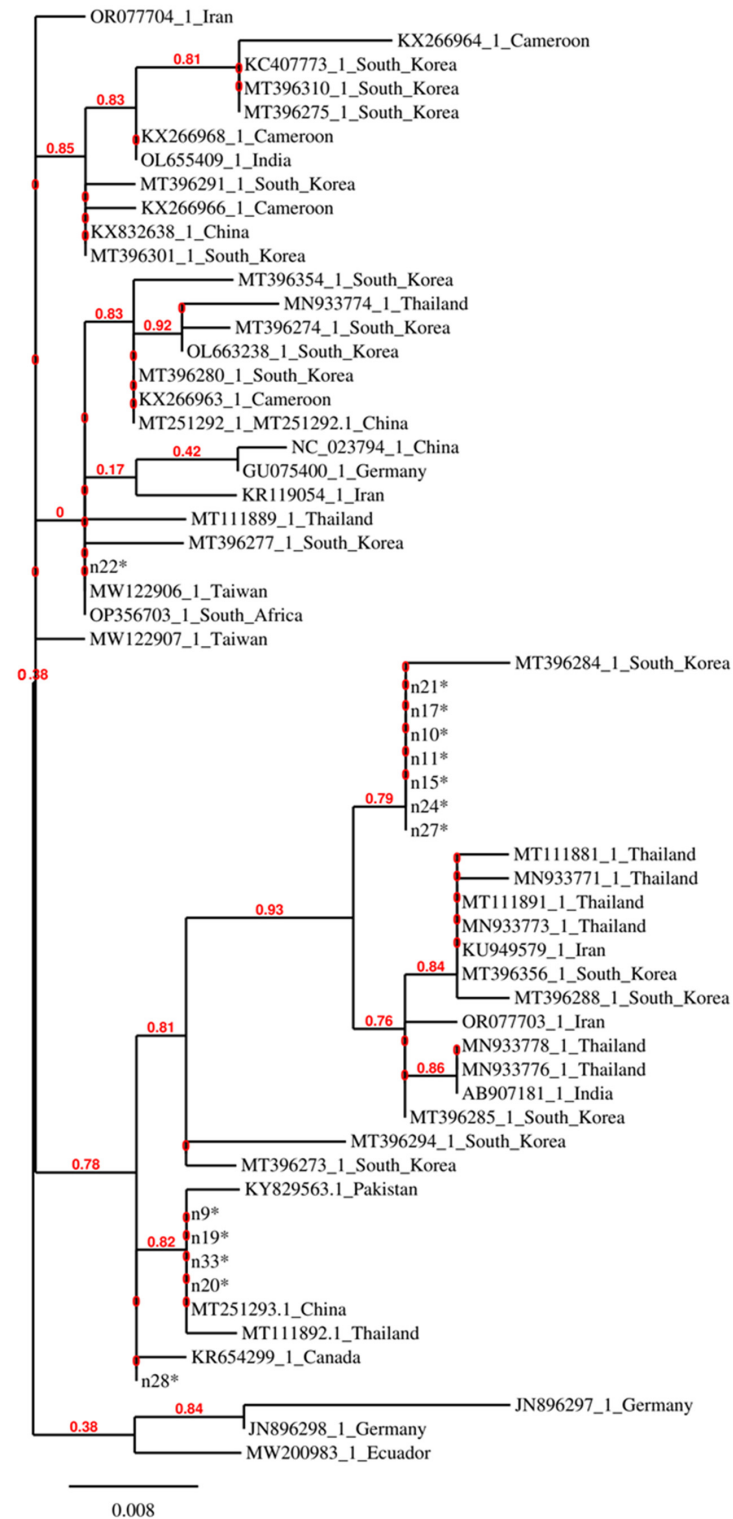 OR077704_1_Iran
KX266964_1_Cameroon
0.81
KC407773_1_South_Korea
MT396310_1_South_Korea
0.83
MT396275_1_South_Korea
KX266968_1_Cameroon
0.85
OL655409_1_India
MT396291_1_South_Korea
KX266966_1_Cameroon
KX832638_1_China
MT396301_1_South_Korea
MT396354_1_South_Korea
MN933774_1_Thailand
0.83
0.92
MT396274_1_South_Korea
OL663238_1_South_Korea
MT396280_1_South_Korea
KX266963_1_Cameroon
MT251292_1_MT251292.1_China
NC_023794_1_China
0.42
GU075400_1_Germany
0.17
KR119054_1_Iran
0
MT111889_1_Thailand
MT396277_1_South_Korea
n22*
MW122906_1_Taiwan
OP356703_1_South_Africa
MW122907_1_Taiwan
MT396284_1_South_Korea
0.38
n21*
n17*
n10*
n11*
n15*
0.79
n24*
n27*
MT111881_1_Thailand
MN933771_1_Thailand
MT111891_1_Thailand
0.93
MN933773_1_Thailand
KU949579_1_Iran
0.84
MT396356_1_South_Korea
MT396288_1_South_Korea
0.76
OR077703_1_Iran
0.81
MN933778_1_Thailand
0.86
MN933776_1_Thailand
AB907181_1_India
MT396285_1_South_Korea
MT396294_1_South_Korea
0.78
MT396273_1_South_Korea
KY829563.1_Pakistan
n9*
n19*
0.82
n33*
n20*
MT251293.1_China
MT111892.1_Thailand
KR654299_1_Canada
n28*
JN896297_1_Germany
0.84
0.38
JN896298_1_Germany
MW200983_1_Ecuador
0.008